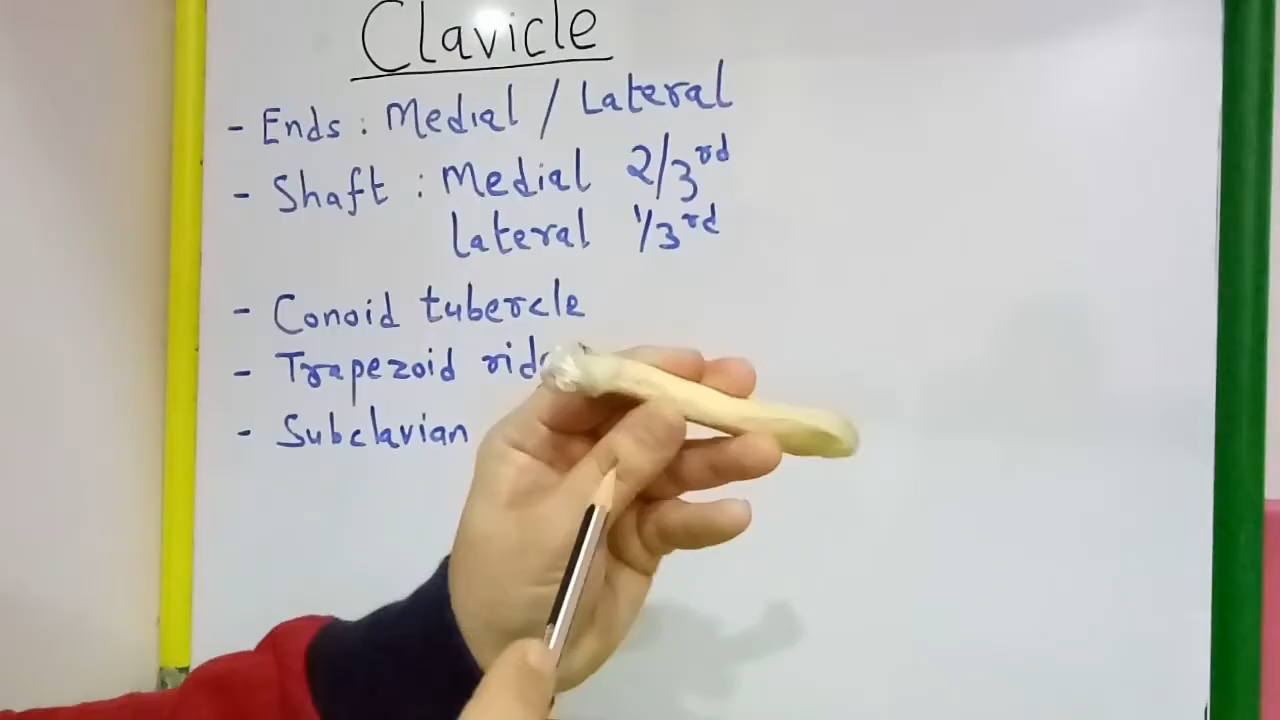 Clavicle
- Ends : Medial / Lateral
- Shaft : Medial 2/3rd
Lateral 1/3rd
- Conoid tubercle
- Trapezoid
- Subclavian